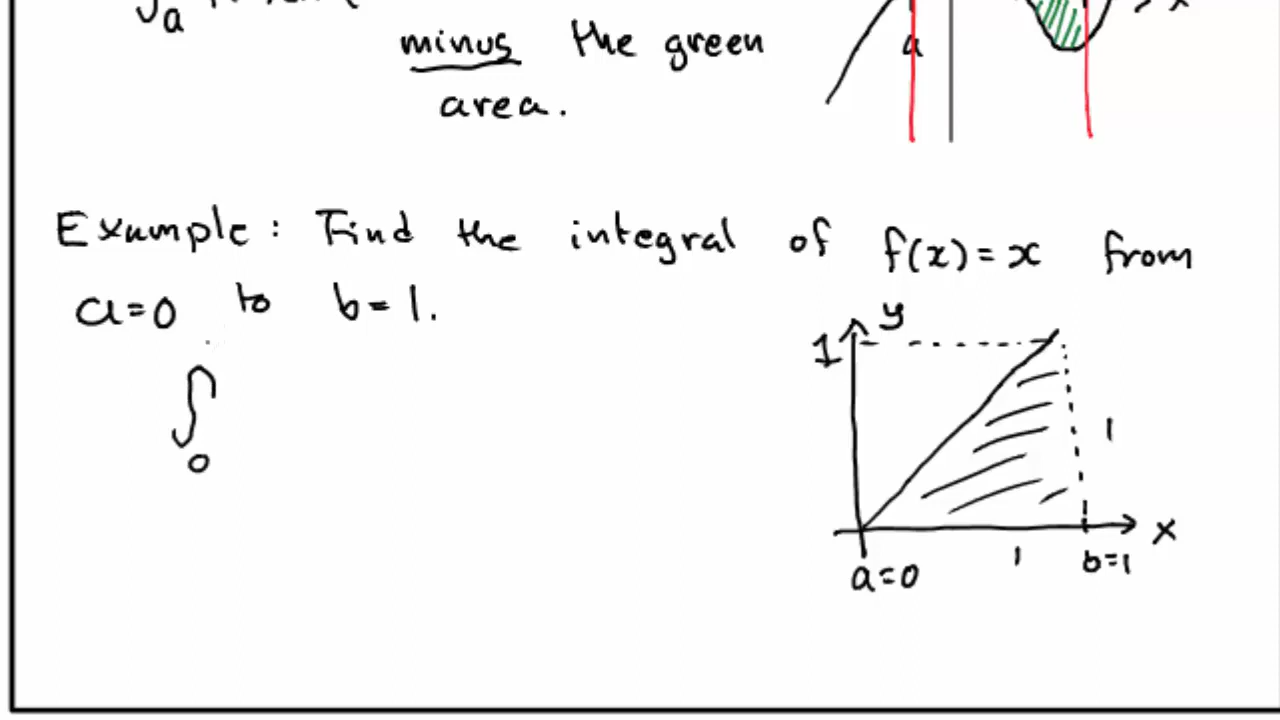 ∫a
minus the green
area.
a
x
Example: Find the integral of f(x)=x from
a=0 to b=1.
y
1
∫0
1
x
1
a=0
b=1